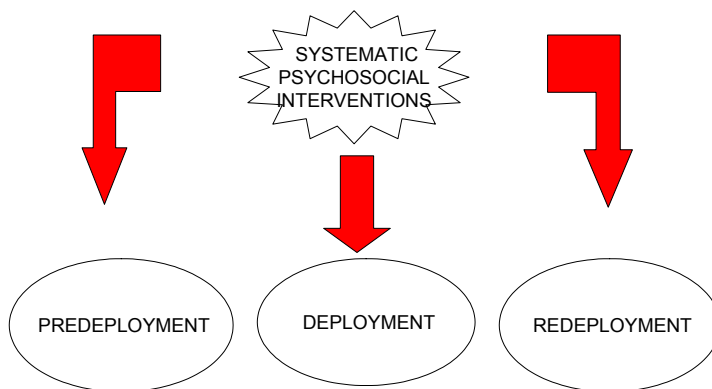 SYSTEMATIC
PSYCHOSOCIAL
INTERVENTIONS
PREDEPLOYMENT
DEPLOYMENT
REDEPLOYMENT